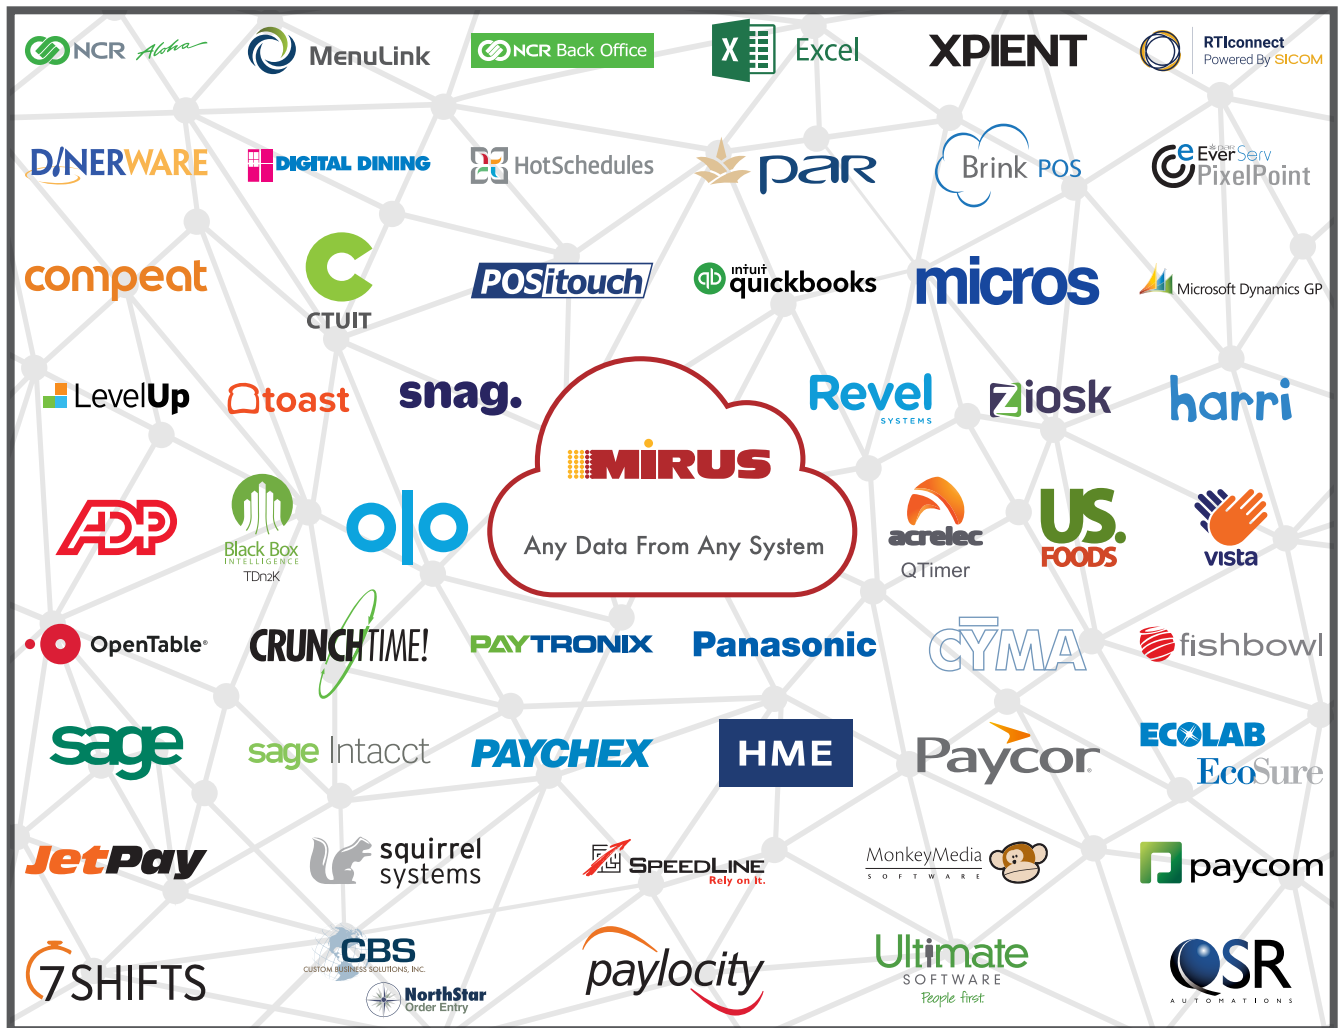 NCR Aloha
MenuLink
NCR Back Office
X Excel
XPIENT
RTIconnect
Powered By SICOM
DINERWARE
DIGITAL DINING
HotSchedules
par
Brink POS
e par EverServ
PixelPoint
compeat
C
CTUIT
POSitouch
qb intuit
quickbooks
micros
Microsoft Dynamics GP
LevelUp
toast
snag.
Revel
SYSTEMS
Ziosk
harri
MIRUS
Any Data From Any System
ADP
Black Box
INTELLIGENCE
TDn2K
olo
acrelec
QTimer
US.
FOODS
vista
OpenTable®
CRUNCHTIME!
PAYTRONIX
Panasonic
CYMA
fishbowl
sage
sage Intacct
PAYCHEX
HME
Paycor
ECOLAB
EcoSure
JetPay
squirrel
systems
SPEEDLINE
Rely on It.
MonkeyMedia
SOFTWARE
paycom
7SHIFTS
CBS
CUSTOM BUSINESS SOLUTIONS, INC.
NorthStar
Order Entry
paylocity
Ultimate
SOFTWARE
People first.
QSR
AUTOMATIONS